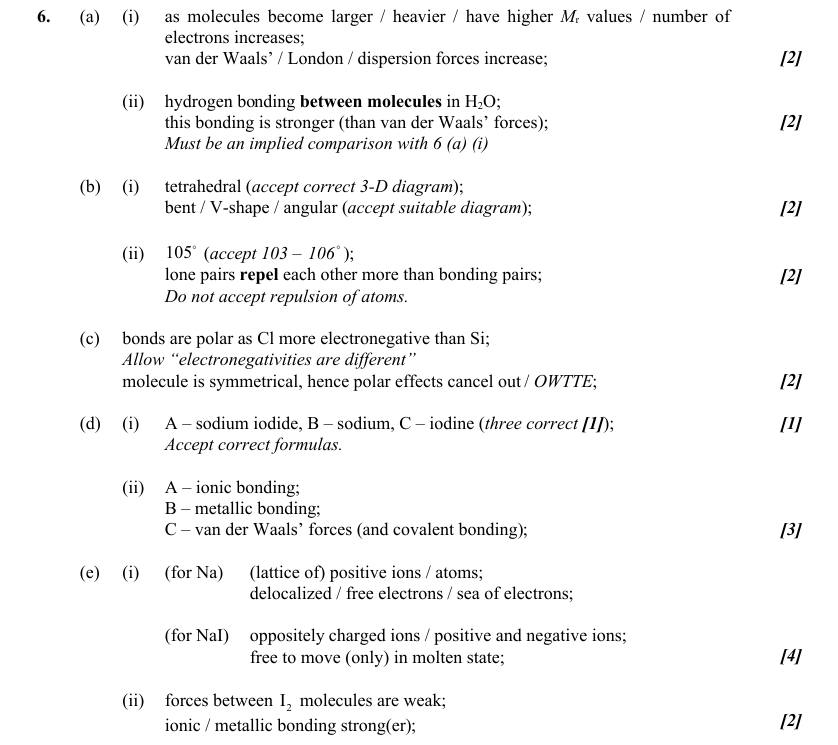 6. (a) (i) as molecules become larger / heavier / have higher Mr values / number of
electrons increases;
van der Waals’ / London / dispersion forces increase; [2]
(ii) hydrogen bonding between molecules in H₂O;
this bonding is stronger (than van der Waals’ forces); [2]
Must be an implied comparison with 6 (a) (i)
(b) (i) tetrahedral (accept correct 3-D diagram);
bent / V-shape / angular (accept suitable diagram); [2]
(ii) 105° (accept 103 – 106°);
lone pairs repel each other more than bonding pairs; [2]
Do not accept repulsion of atoms.
(c) bonds are polar as Cl more electronegative than Si;
Allow “electronegativities are different”
molecule is symmetrical, hence polar effects cancel out / OWTTE; [2]
(d) (i) A – sodium iodide, B – sodium, C – iodine (three correct [1]); [1]
Accept correct formulas.
(ii) A – ionic bonding;
B – metallic bonding;
C – van der Waals’ forces (and covalent bonding); [3]
(e) (i) (for Na) (lattice of) positive ions / atoms;
delocalized / free electrons / sea of electrons;
(for NaI) oppositely charged ions / positive and negative ions;
free to move (only) in molten state; [4]
(ii) forces between I₂ molecules are weak;
ionic / metallic bonding strong(er); [2]